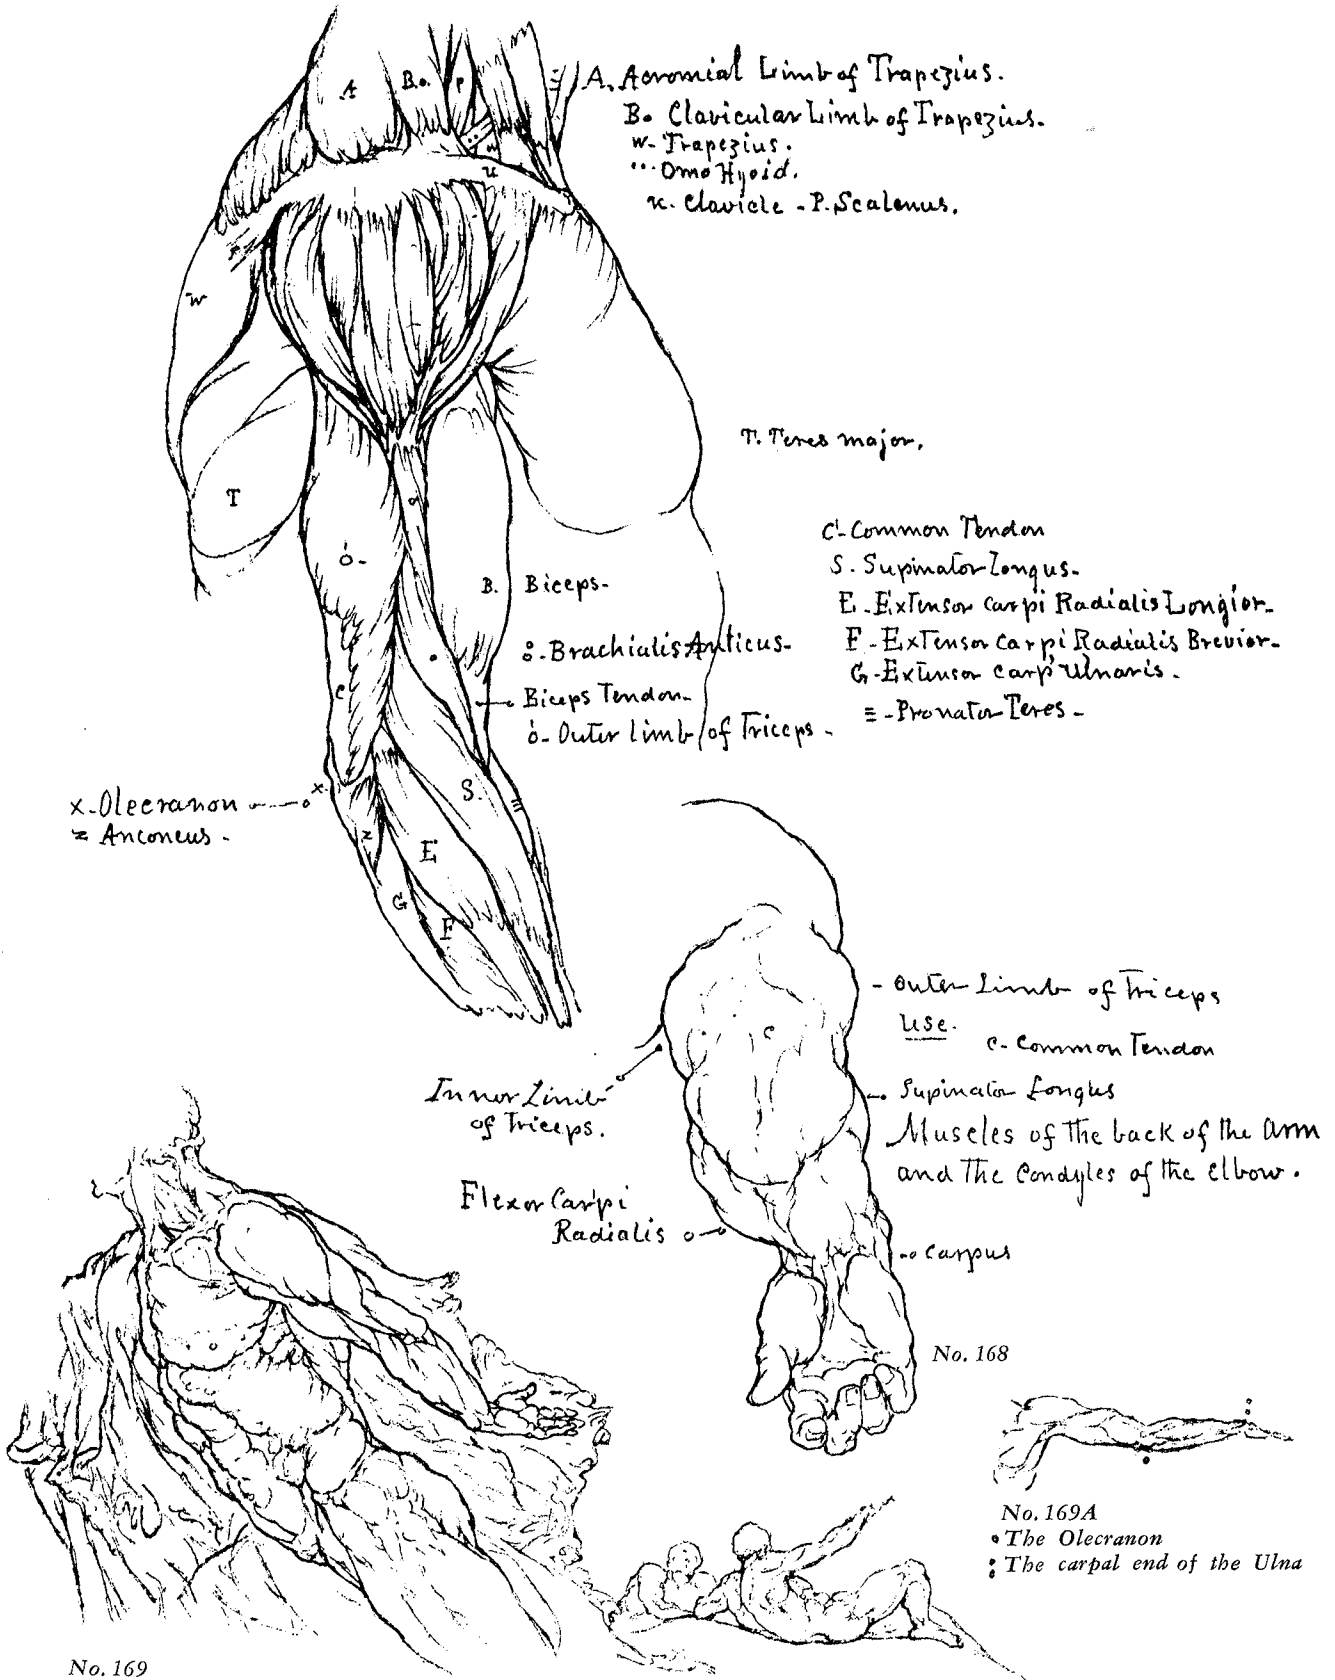 A B. P
A. Acromial Limb of Trapezius.
B. Clavicular Limb of Trapezius.
w- Trapezius.
... Omo Hyoid.
u
u. Clavicle - P. Scalenus.
w
T. Teres major.
T
o
ó-
C'- Common Tendon
S. Supinator Longus-
B. Biceps-
E - Extensor Carpi Radialis Longior-
8.- Brachialis Anticus-
F - Extensor Carpi Radialis Brevior-
G - Extensor Carp Ulnaris.
C
Biceps Tendon-
≡ - Pronator Teres -
ó- Outer limb of Triceps -
x - Olecranon x S. ≡
z Anconeus - z
E
G
F
- Outer Limb of Triceps
Use.
c
c- Common Tendon
Inner Limb
of Triceps.
Supinator Longus
Muscles of the back of the Arm
and The Condyles of the elbow.
Flexor Carpi
Radialis
Carpus
No. 168
No. 169A
The Olecranon
The carpal end of the Ulna
No. 169